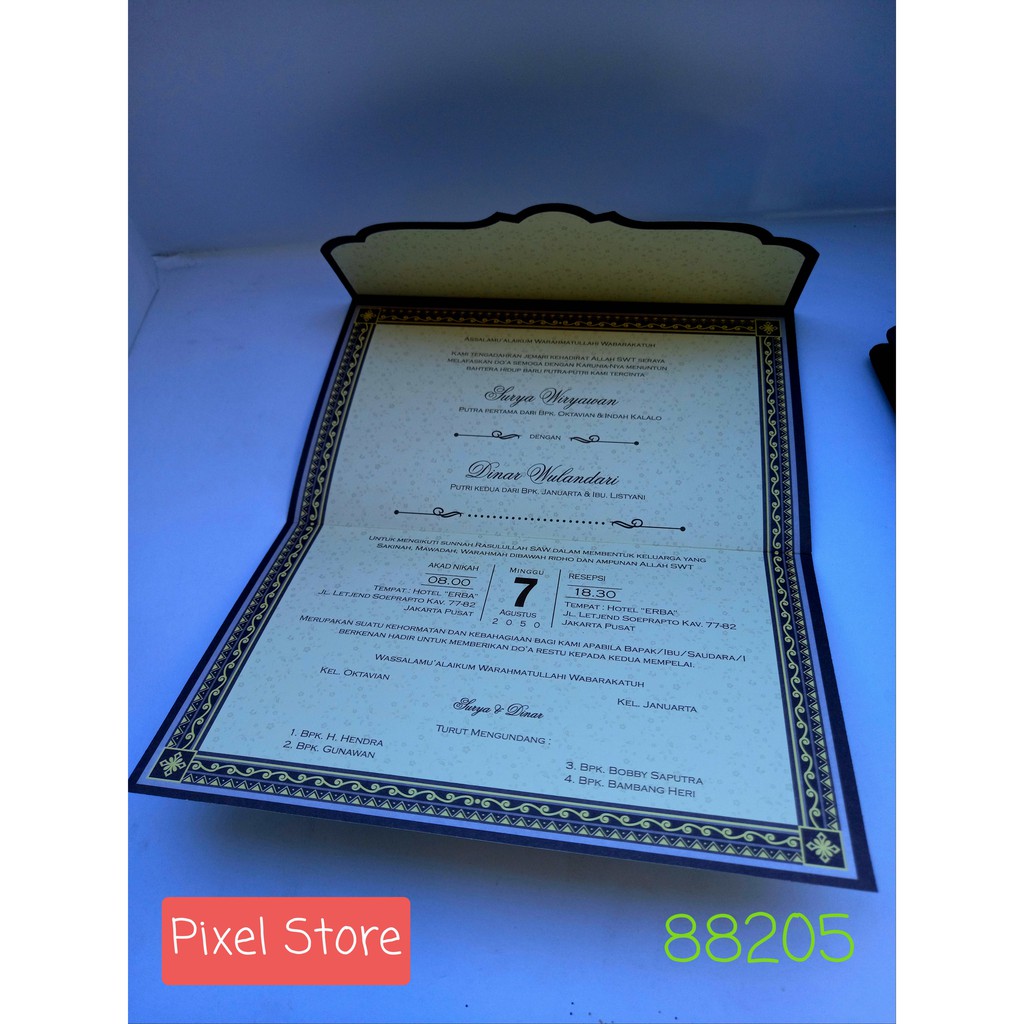 Assalamu'alaikum Warahmatullahi Wabarakatuh
Kami tengadahkan jemari kehadirat Allah SWT seraya
melafaskan do'a semoga dengan karunia-Nya menuntun
bahtera hidup baru putra-putri kami tercinta
Surya Wiryawan
Putra pertama dari Bpk. Oktavian & Indah Kalalo
DENGAN
Dinar Wulandari
Putri kedua dari Bpk. Januarta & Ibu. Listyani
Untuk mengikuti sunnah Rasulullah SAW dalam membentuk keluarga yang
Sakinah, Mawadah, Warahmah dibawah ridho dan ampunan Allah SWT
AKAD NIKAH
08.00
Tempat : Hotel "ERBA"
Jl. Letjend Soeprapto Kav. 77-82
Jakarta Pusat
Minggu
7
Agustus
2050
RESEPSI
18.30
Tempat : Hotel "ERBA"
Jl. Letjend Soeprapto Kav. 77-82
Jakarta Pusat
Merupakan suatu kehormatan dan kebahagiaan bagi kami apabila Bapak/Ibu/Saudara/i
berkenan hadir untuk memberikan do'a restu kepada kedua mempelai.
Wassalamu'alaikum Warahmatullahi Wabarakatuh
Kel. Oktavian
Kel. Januarta
Surya & Dinar
Turut Mengundang :
1. Bpk. H. Hendra
2. Bpk. Gunawan
3. Bpk. Bobby Saputra
4. Bpk. Bambang Heri
Pixel Store
88205